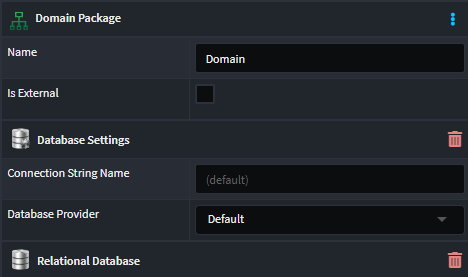 Domain Package
Name
Domain
Is External
Database Settings
Connection String Name
(default)
Database Provider
Default
Relational Database